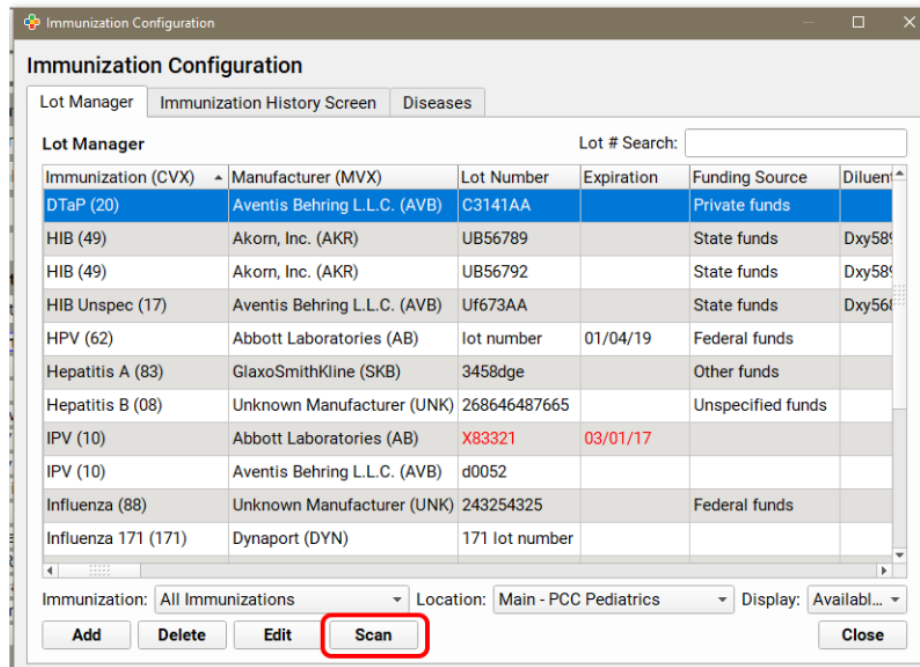 Immunization Configuration
Immunization Configuration
Lot Manager Immunization History Screen Diseases
Lot Manager Lot # Search:
Immunization (CVX) Manufacturer (MVX) Lot Number Expiration Funding Source Diluent
DTaP (20) Aventis Behring L.L.C. (AVB) C3141AA Private funds
HIB (49) Akorn, Inc. (AKR) UB56789 State funds Dxy589
HIB (49) Akorn, Inc. (AKR) UB56792 State funds Dxy589
HIB Unspec (17) Aventis Behring L.L.C. (AVB) Uf673AA State funds Dxy568
HPV (62) Abbott Laboratories (AB) lot number 01/04/19 Federal funds
Hepatitis A (83) GlaxoSmithKline (SKB) 3458dge Other funds
Hepatitis B (08) Unknown Manufacturer (UNK) 268646487665 Unspecified funds
IPV (10) Abbott Laboratories (AB) X83321 03/01/17
IPV (10) Aventis Behring L.L.C. (AVB) d0052
Influenza (88) Unknown Manufacturer (UNK) 243254325 Federal funds
Influenza 171 (171) Dynaport (DYN) 171 lot number
Immunization: All Immunizations Location: Main - PCC Pediatrics Display: Availabl...
Add Delete Edit Scan Close